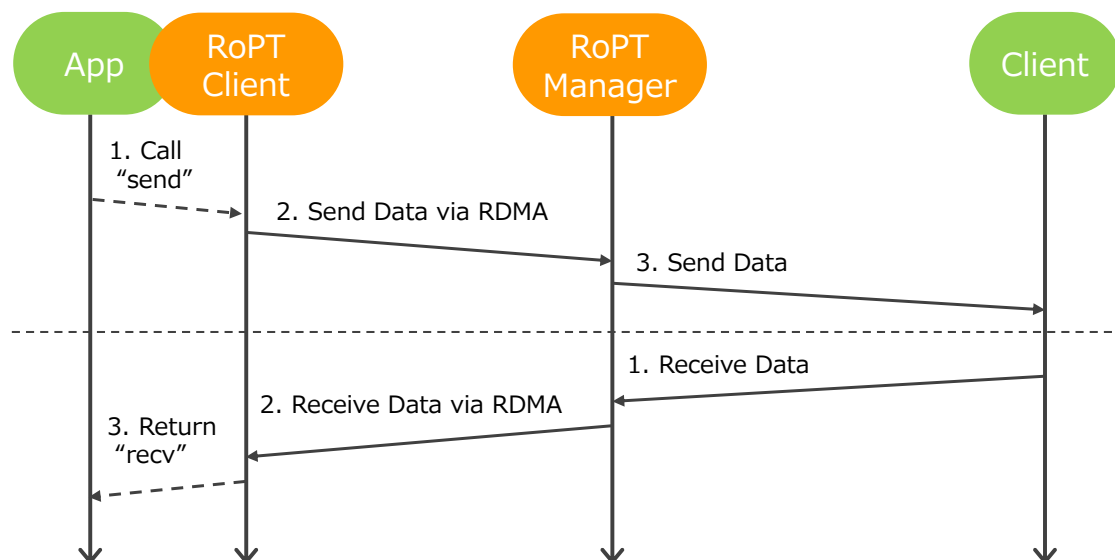 App
RoPT
Client
RoPT
Manager
Client
1. Call
“send”
2. Send Data via RDMA
3. Send Data
1. Receive Data
2. Receive Data via RDMA
3. Return
“recv”